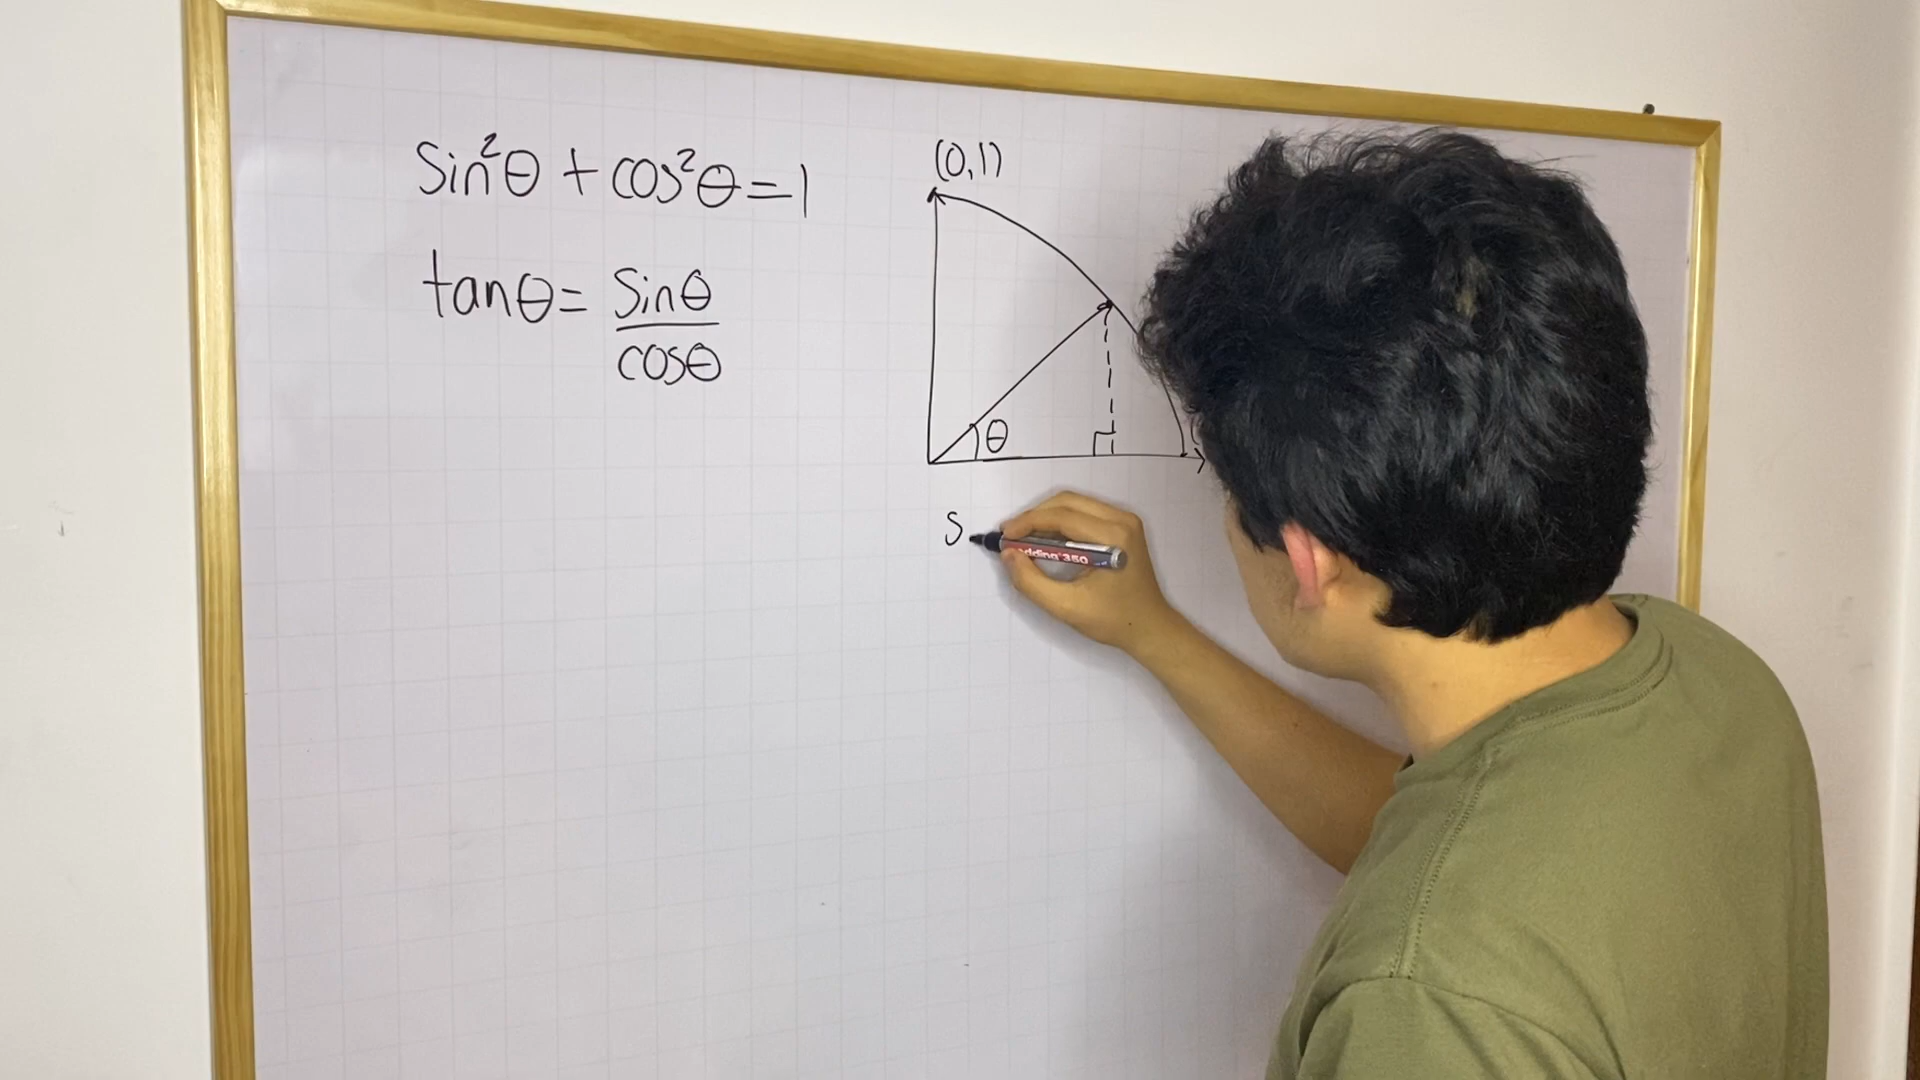 sin²θ + cos²θ = 1
tanθ = sinθ
cosθ
(0,1)
θ
S
edding 350